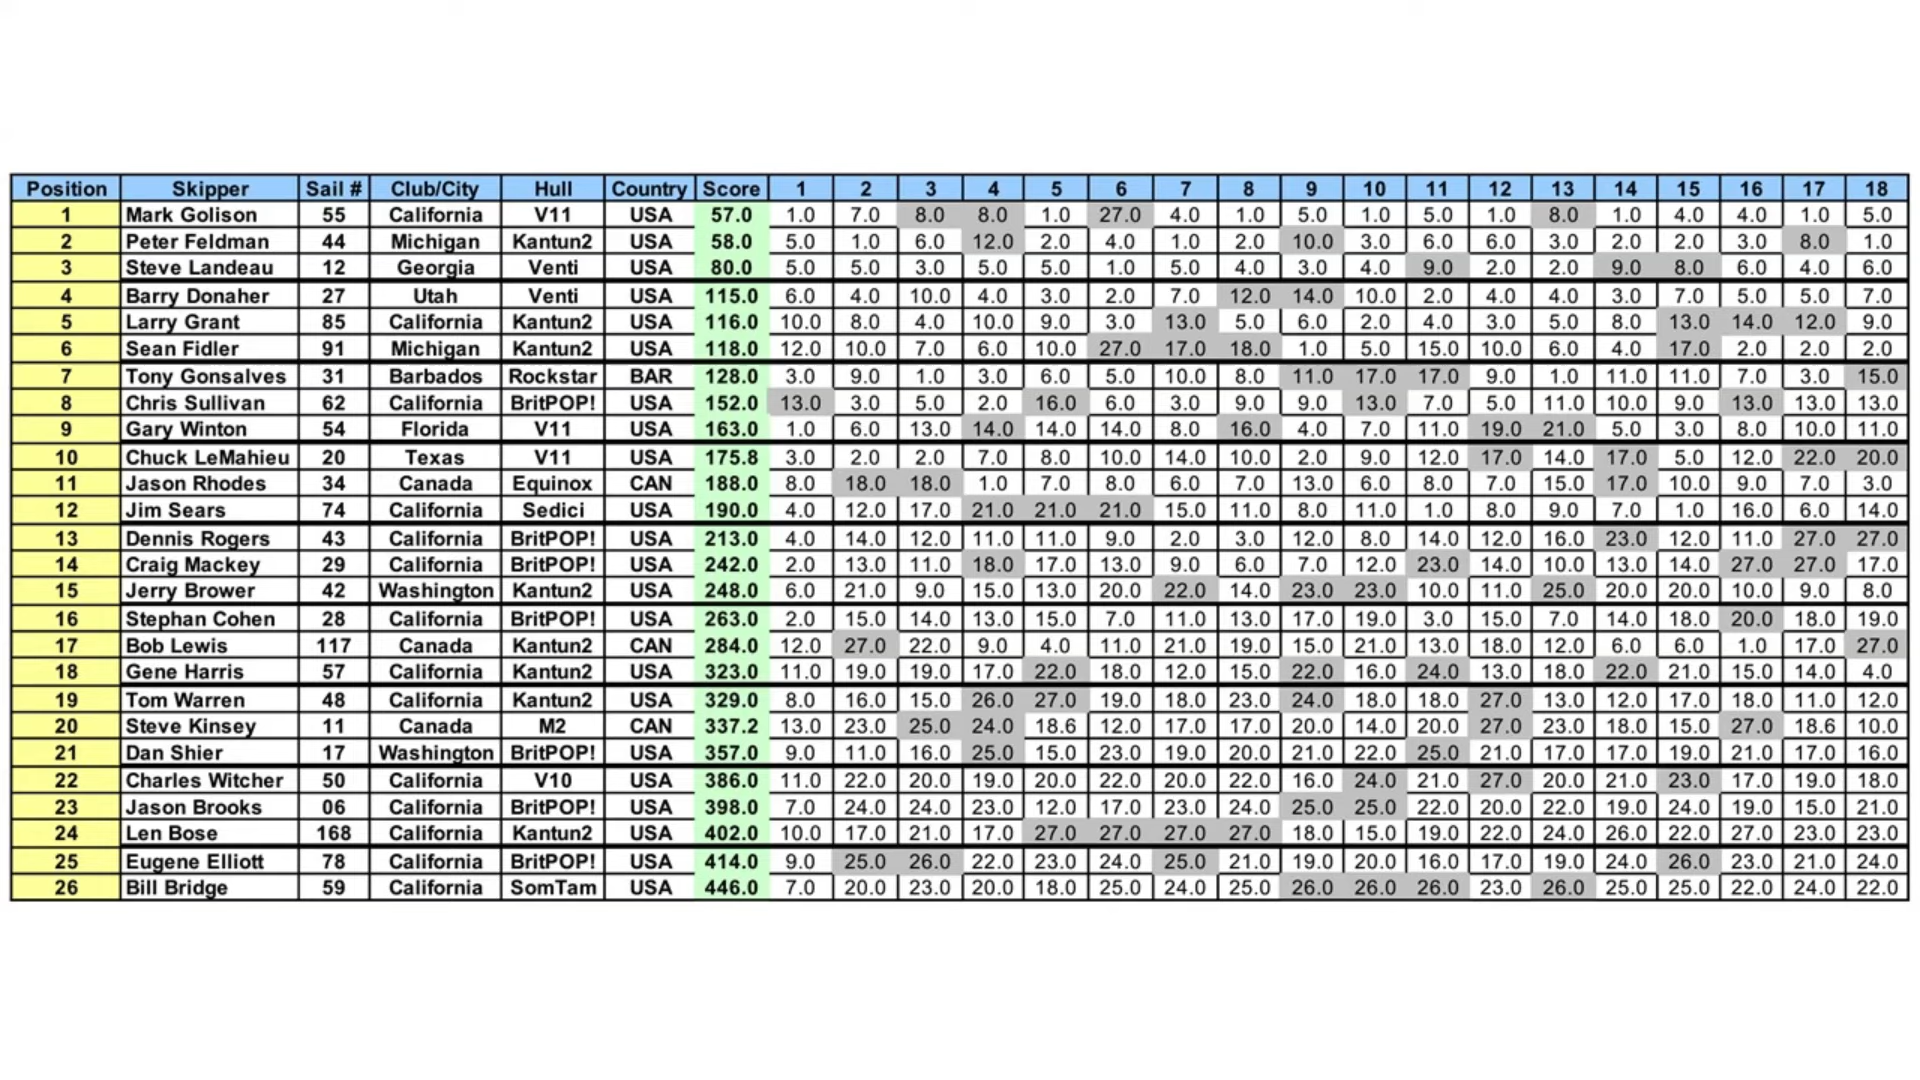 Position Skipper Sail # Club/City Hull Country Score 1 2 3 4 5 6 7 8 9 10 11 12 13 14 15 16 17 18
1 Mark Golison 55 California V11 USA 57.0 1.0 7.0 8.0 8.0 1.0 27.0 4.0 1.0 5.0 1.0 5.0 1.0 8.0 1.0 4.0 4.0 1.0 5.0
2 Peter Feldman 44 Michigan Kantun2 USA 58.0 5.0 1.0 6.0 12.0 2.0 4.0 1.0 2.0 10.0 3.0 6.0 6.0 3.0 2.0 2.0 3.0 8.0 1.0
3 Steve Landeau 12 Georgia Venti USA 80.0 5.0 5.0 3.0 5.0 5.0 1.0 5.0 4.0 3.0 4.0 9.0 2.0 2.0 9.0 8.0 6.0 4.0 6.0
4 Barry Donaher 27 Utah Venti USA 115.0 6.0 4.0 10.0 4.0 3.0 2.0 7.0 12.0 14.0 10.0 2.0 4.0 4.0 3.0 7.0 5.0 5.0 7.0
5 Larry Grant 85 California Kantun2 USA 116.0 10.0 8.0 4.0 10.0 9.0 3.0 13.0 5.0 6.0 2.0 4.0 3.0 5.0 8.0 13.0 14.0 12.0 9.0
6 Sean Fidler 91 Michigan Kantun2 USA 118.0 12.0 10.0 7.0 6.0 10.0 27.0 17.0 18.0 1.0 5.0 15.0 10.0 6.0 4.0 17.0 2.0 2.0 2.0
7 Tony Gonsalves 31 Barbados Rockstar BAR 128.0 3.0 9.0 1.0 3.0 6.0 5.0 10.0 8.0 11.0 17.0 17.0 9.0 1.0 11.0 11.0 7.0 3.0 15.0
8 Chris Sullivan 62 California BritPOP! USA 152.0 13.0 3.0 5.0 2.0 16.0 6.0 3.0 9.0 9.0 13.0 7.0 5.0 11.0 10.0 9.0 13.0 13.0 13.0
9 Gary Winton 54 Florida V11 USA 163.0 1.0 6.0 13.0 14.0 14.0 14.0 8.0 16.0 4.0 7.0 11.0 19.0 21.0 5.0 3.0 8.0 10.0 11.0
10 Chuck LeMahieu 20 Texas V11 USA 175.8 3.0 2.0 2.0 7.0 8.0 10.0 14.0 10.0 2.0 9.0 12.0 17.0 14.0 17.0 5.0 12.0 22.0 20.0
11 Jason Rhodes 34 Canada Equinox CAN 188.0 8.0 18.0 18.0 1.0 7.0 8.0 6.0 7.0 13.0 6.0 8.0 7.0 15.0 17.0 10.0 9.0 7.0 3.0
12 Jim Sears 74 California Sedici USA 190.0 4.0 12.0 17.0 21.0 21.0 21.0 15.0 11.0 8.0 11.0 1.0 8.0 9.0 7.0 1.0 16.0 6.0 14.0
13 Dennis Rogers 43 California BritPOP! USA 213.0 4.0 14.0 12.0 11.0 11.0 9.0 2.0 3.0 12.0 8.0 14.0 12.0 16.0 23.0 12.0 11.0 27.0 27.0
14 Craig Mackey 29 California BritPOP! USA 242.0 2.0 13.0 11.0 18.0 17.0 13.0 9.0 6.0 7.0 12.0 23.0 14.0 10.0 13.0 14.0 27.0 27.0 17.0
15 Jerry Brower 42 Washington Kantun2 USA 248.0 6.0 21.0 9.0 15.0 13.0 20.0 22.0 14.0 23.0 23.0 10.0 11.0 25.0 20.0 20.0 10.0 9.0 8.0
16 Stephan Cohen 28 California BritPOP! USA 263.0 2.0 15.0 14.0 13.0 15.0 7.0 11.0 13.0 17.0 19.0 3.0 15.0 7.0 14.0 18.0 20.0 18.0 19.0
17 Bob Lewis 117 Canada Kantun2 CAN 284.0 12.0 27.0 22.0 9.0 4.0 11.0 21.0 19.0 15.0 21.0 13.0 18.0 12.0 6.0 6.0 1.0 17.0 27.0
18 Gene Harris 57 California Kantun2 USA 323.0 11.0 19.0 19.0 17.0 22.0 18.0 12.0 15.0 22.0 16.0 24.0 13.0 18.0 22.0 21.0 15.0 14.0 4.0
19 Tom Warren 48 California Kantun2 USA 329.0 8.0 16.0 15.0 26.0 27.0 19.0 18.0 23.0 24.0 18.0 18.0 27.0 13.0 12.0 17.0 18.0 11.0 12.0
20 Steve Kinsey 11 Canada M2 CAN 337.2 13.0 23.0 25.0 24.0 18.6 12.0 17.0 17.0 20.0 14.0 20.0 27.0 23.0 18.0 15.0 27.0 18.6 10.0
21 Dan Shier 17 Washington BritPOP! USA 357.0 9.0 11.0 16.0 25.0 15.0 23.0 19.0 20.0 21.0 22.0 25.0 21.0 17.0 17.0 19.0 21.0 17.0 16.0
22 Charles Witcher 50 California V10 USA 386.0 11.0 22.0 20.0 19.0 20.0 22.0 20.0 22.0 16.0 24.0 21.0 27.0 20.0 21.0 23.0 17.0 19.0 18.0
23 Jason Brooks 06 California BritPOP! USA 398.0 7.0 24.0 24.0 23.0 12.0 17.0 23.0 24.0 25.0 25.0 22.0 20.0 22.0 19.0 24.0 19.0 15.0 21.0
24 Len Bose 168 California Kantun2 USA 402.0 10.0 17.0 21.0 17.0 27.0 27.0 27.0 27.0 18.0 15.0 19.0 22.0 24.0 26.0 22.0 27.0 23.0 23.0
25 Eugene Elliott 78 California BritPOP! USA 414.0 9.0 25.0 26.0 22.0 23.0 24.0 25.0 21.0 19.0 20.0 16.0 17.0 19.0 24.0 26.0 23.0 21.0 24.0
26 Bill Bridge 59 California SomTam USA 446.0 7.0 20.0 23.0 20.0 18.0 25.0 24.0 25.0 26.0 26.0 26.0 23.0 26.0 25.0 25.0 22.0 24.0 22.0